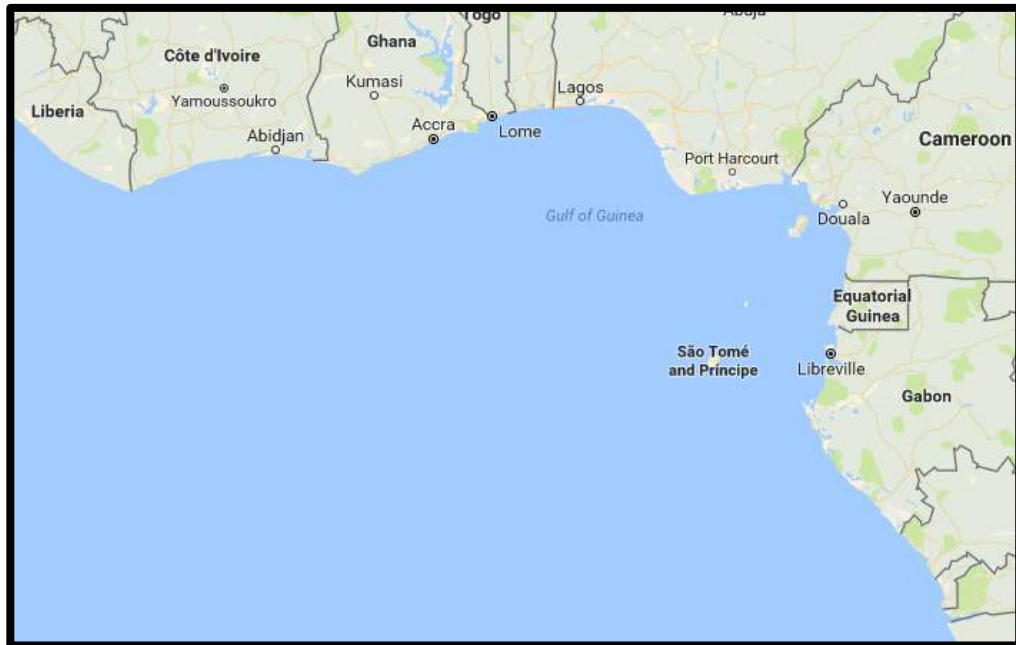 Togo
Abuja
Ghana
Côte d'Ivoire
Kumasi
Lagos
Yamoussoukro
Liberia
Accra
Lome
Abidjan
Cameroon
Port Harcourt
Yaounde
Gulf of Guinea
Douala
Equatorial
Guinea
São Tomé
and Príncipe
Libreville
Gabon